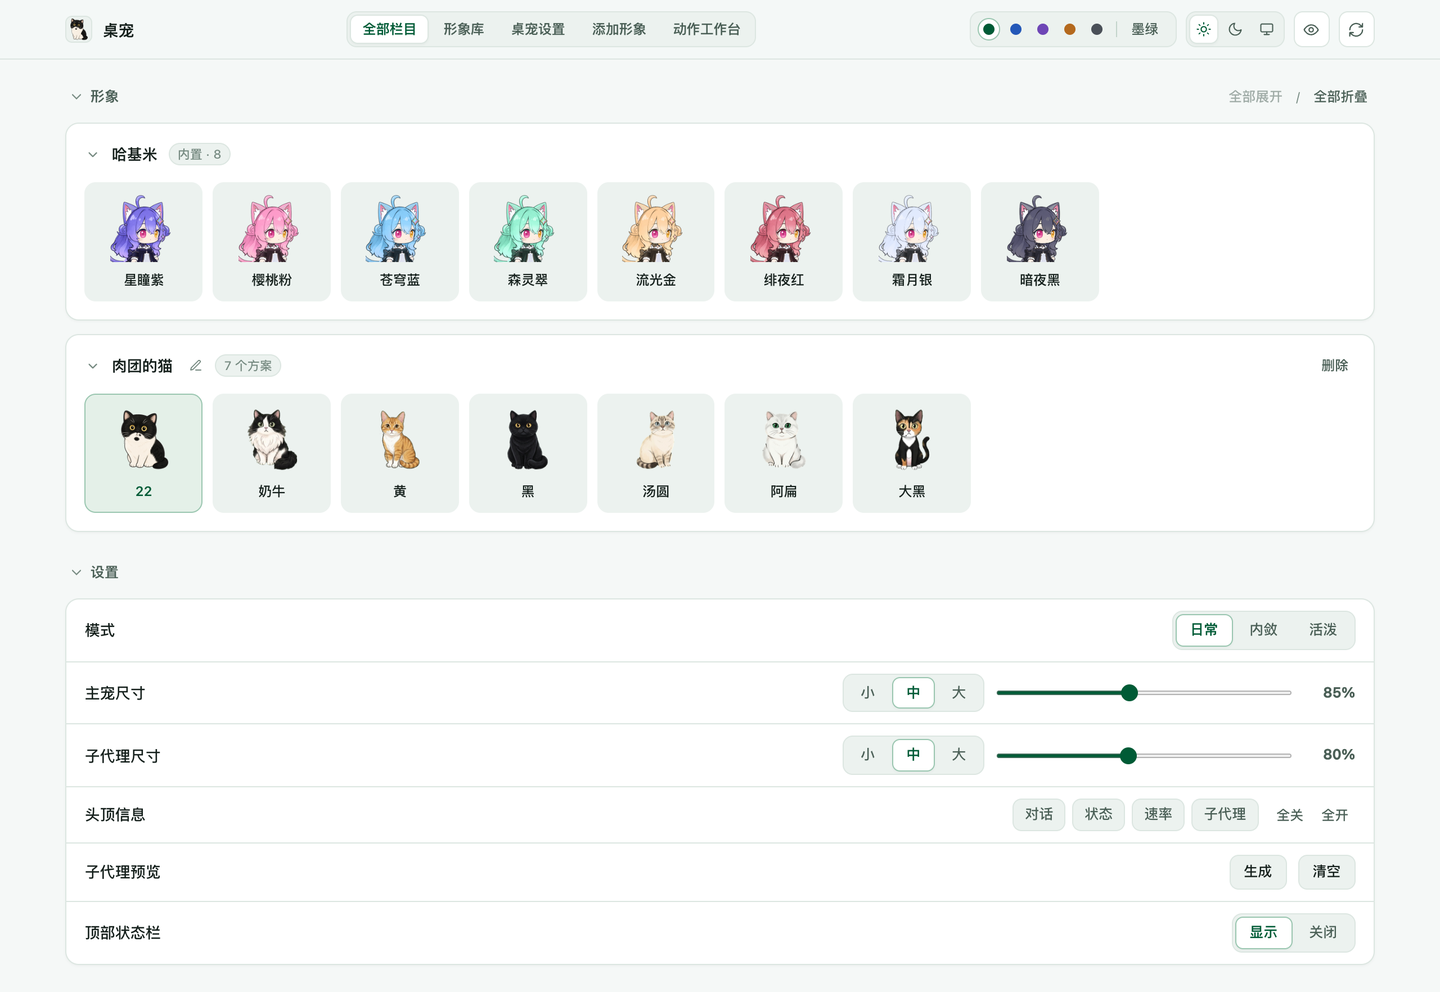 桌宠
全部栏目 形象库 桌宠设置 添加形象 动作工作台
墨绿
形象
全部展开 / 全部折叠
哈基米 内置 · 8
星瞳紫 樱桃粉 苍穹蓝 森灵翠 流光金 绯夜红 霜月银 暗夜黑
肉团的猫 7 个方案 删除
22 奶牛 黄 黑 汤圆 阿扁 大黑
设置
模式 日常 内敛 活泼
主宠尺寸 小 中 大 85%
子代理尺寸 小 中 大 80%
头顶信息 对话 状态 速率 子代理 全关 全开
子代理预览 生成 清空
顶部状态栏 显示 关闭